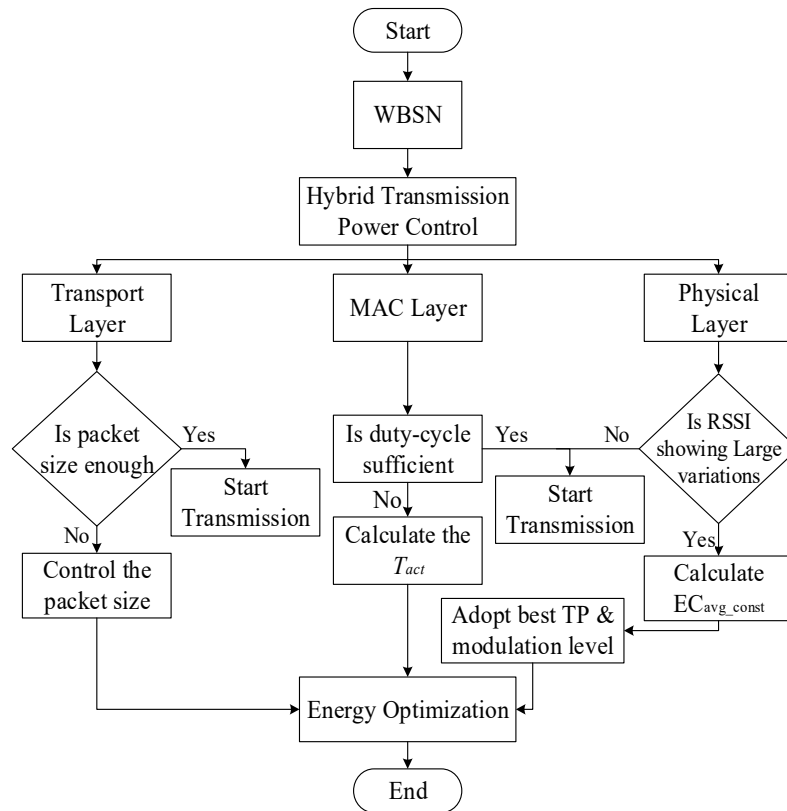 Start
WBSN
Hybrid Transmission
Power Control
Transport
Layer
MAC Layer
Physical
Layer
Is packet
size enough
Yes
No
Start
Transmission
Control the
packet size
Is duty-cycle
sufficient
Yes
No
Start
Transmission
Calculate the
Tact
Is RSSI
showing Large
variations
No
Yes
Calculate
ECavg_const
Adopt best TP &
modulation level
Energy Optimization
End